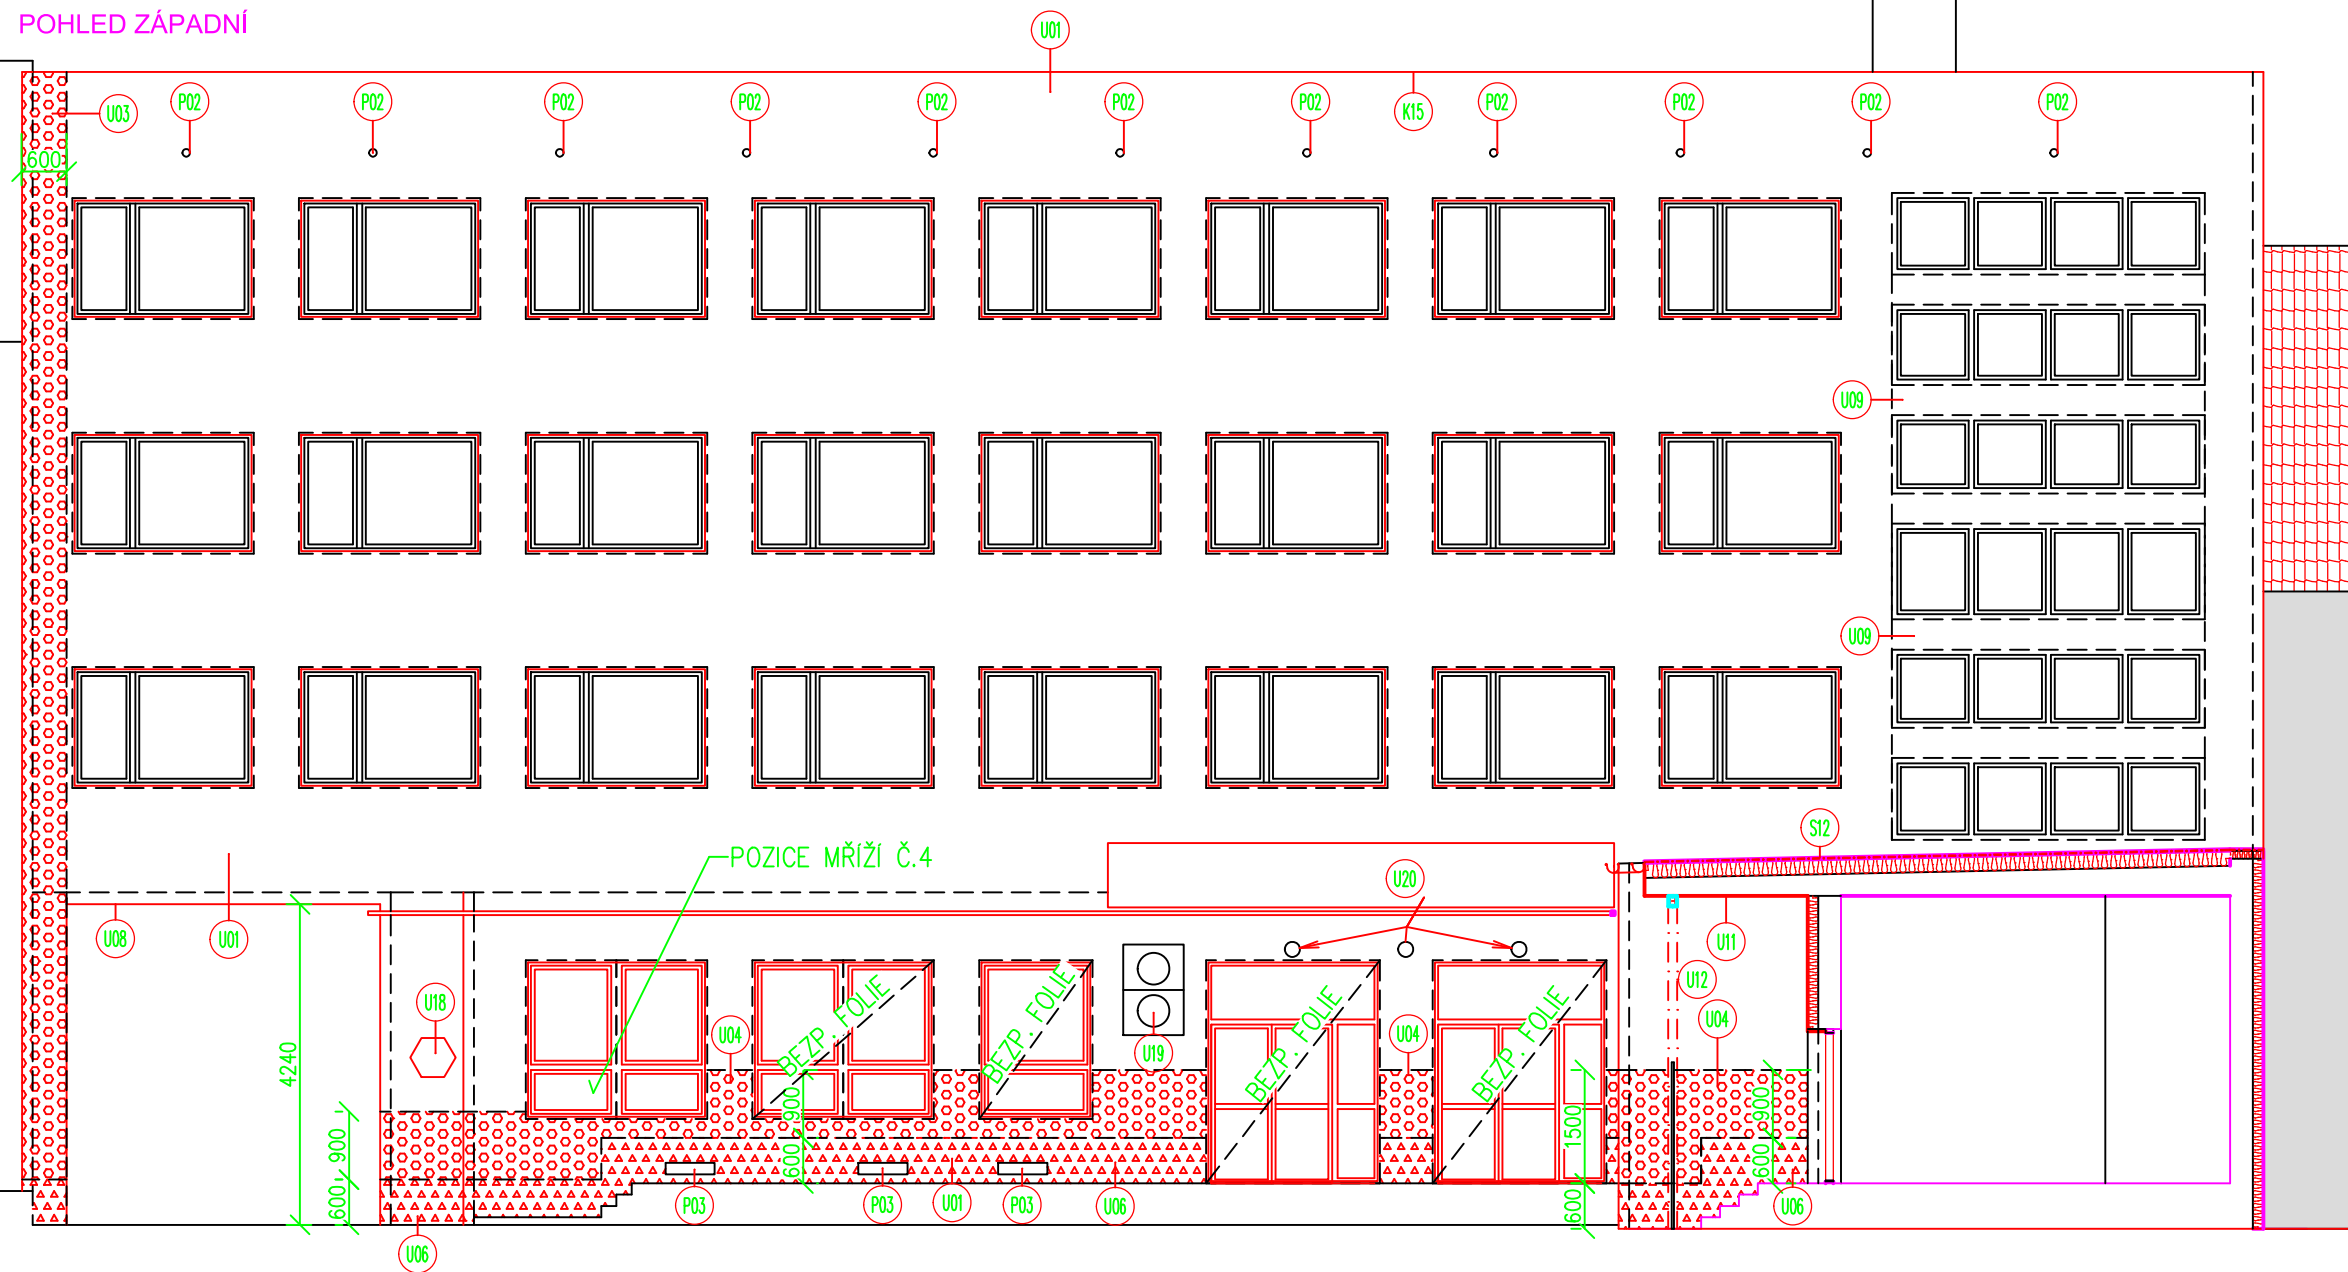 POHLED ZÁPADNÍ
U01
P02 P02 P02 P02 P02 P02 P02 K15 P02 P02 P02 P02
U03
600
U09
U09
S12
POZICE MŘÍŽÍ Č.4
U20
U08
U01
U11
U12
U18
U04
BEZP. FOLIE
BEZP. FOLIE
U19
BEZP. FOLIE
U04
BEZP. FOLIE
U04
4240
900
600
900
600
1500
600
900
600
P03
P03
U01
P03
U06
U06
U06